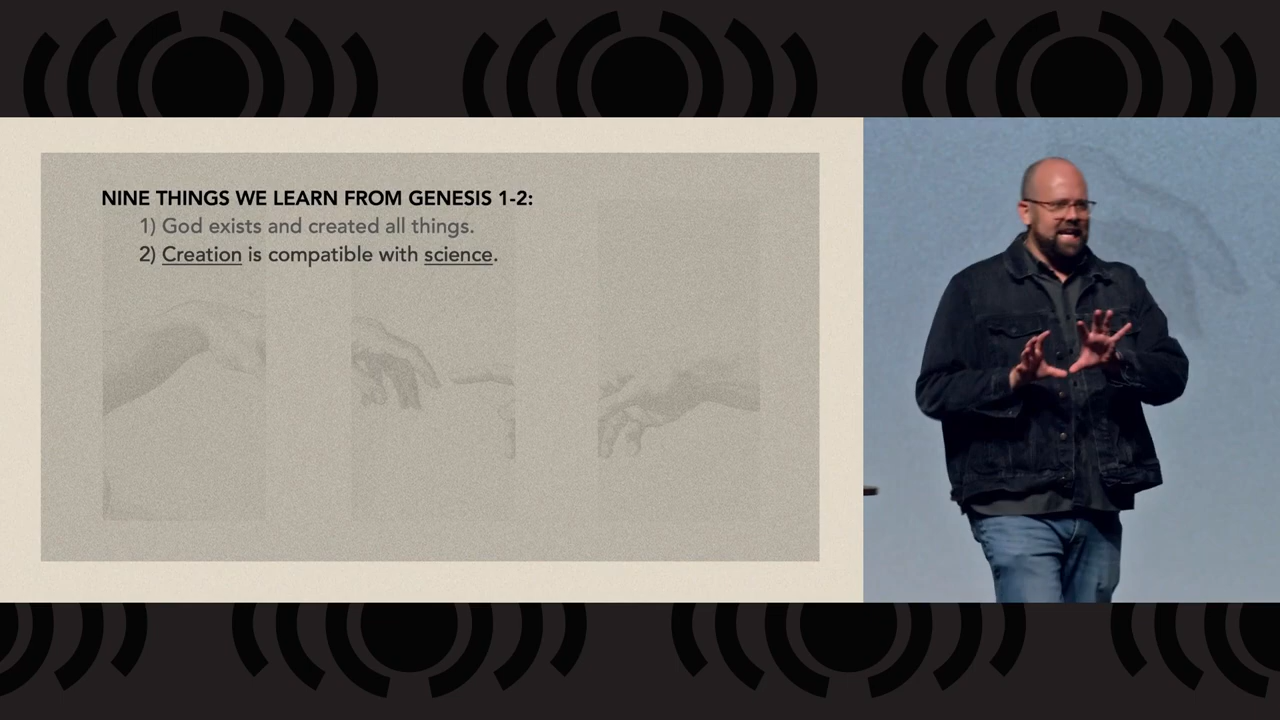 NINE THINGS WE LEARN FROM GENESIS 1-2:
1) God exists and created all things.
2) Creation is compatible with science.